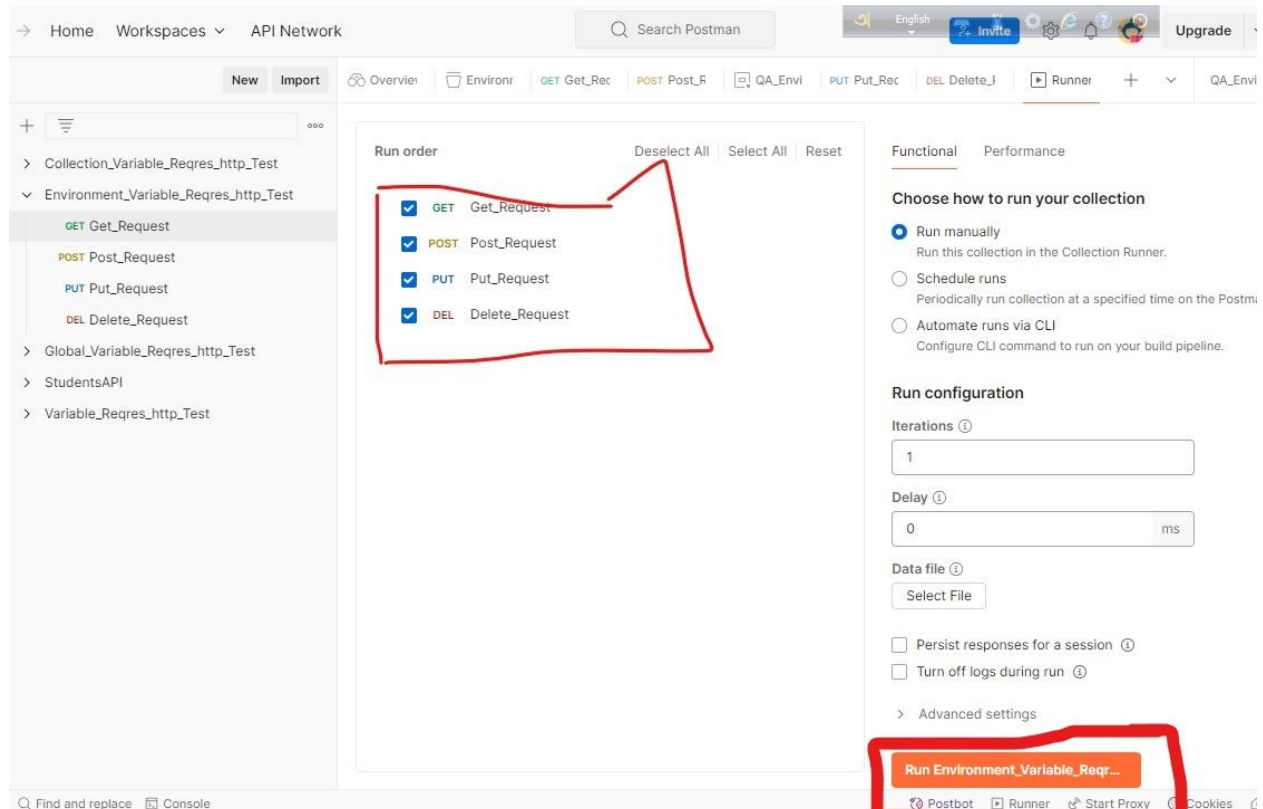 Home Workspaces API Network Search Postman English Invite Upgrade
New Import Overvie Environr GET Get_Rec POST Post_R QA_Envi PUT Put_Rec DEL Delete_ Runner QA_Envi
Run order Deselect All Select All Reset
Collection_Variable_Reqres_http_Test
Environment_Variable_Reqres_http_Test
GET Get_Request
POST Post_Request
PUT Put_Request
DEL Delete_Request
Global_Variable_Reqres_http_Test
StudentsAPI
Variable_Reqres_http_Test
GET Get_Request
POST Post_Request
PUT Put_Request
DEL Delete_Request
Functional Performance
Choose how to run your collection
Run manually
Run this collection in the Collection Runner.
Schedule runs
Periodically run collection at a specified time on the Postma
Automate runs via CLI
Configure CLI command to run on your build pipeline.
Run configuration
Iterations
1
Delay
0 ms
Data file
Select File
Persist responses for a session
Turn off logs during run
Advanced settings
Run Environment_Variable_Reqr...
Find and replace Console Postbot Runner Start Proxy Cookies